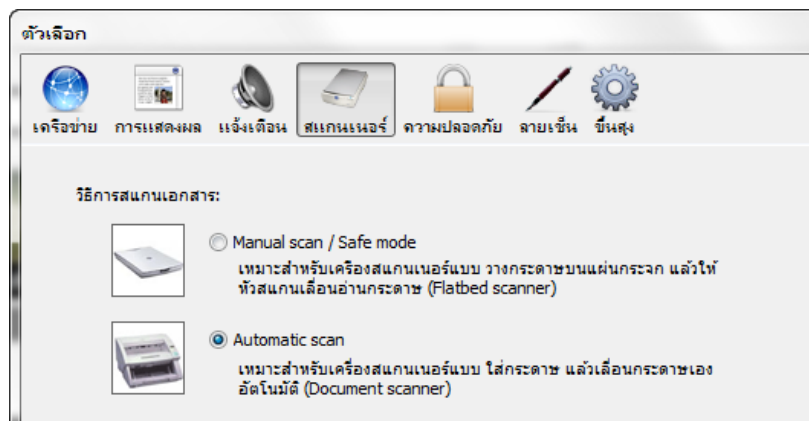 ตัวเลือก
เครือข่าย การแสดงผล แจ้งเตือน สแกนเนอร์ ความปลอดภัย ลายเซ็น ขั้นสูง
วิธีการสแกนเอกสาร:
Manual scan / Safe mode
เหมาะสำหรับเครื่องสแกนเนอร์แบบ วางกระดาษบนแผ่นกระจก แล้วให้
หัวสแกนเลื่อนอ่านกระดาษ (Flatbed scanner)
Automatic scan
เหมาะสำหรับเครื่องสแกนเนอร์แบบ ใส่กระดาษ แล้วเลื่อนกระดาษเอง
อัตโนมัติ (Document scanner)